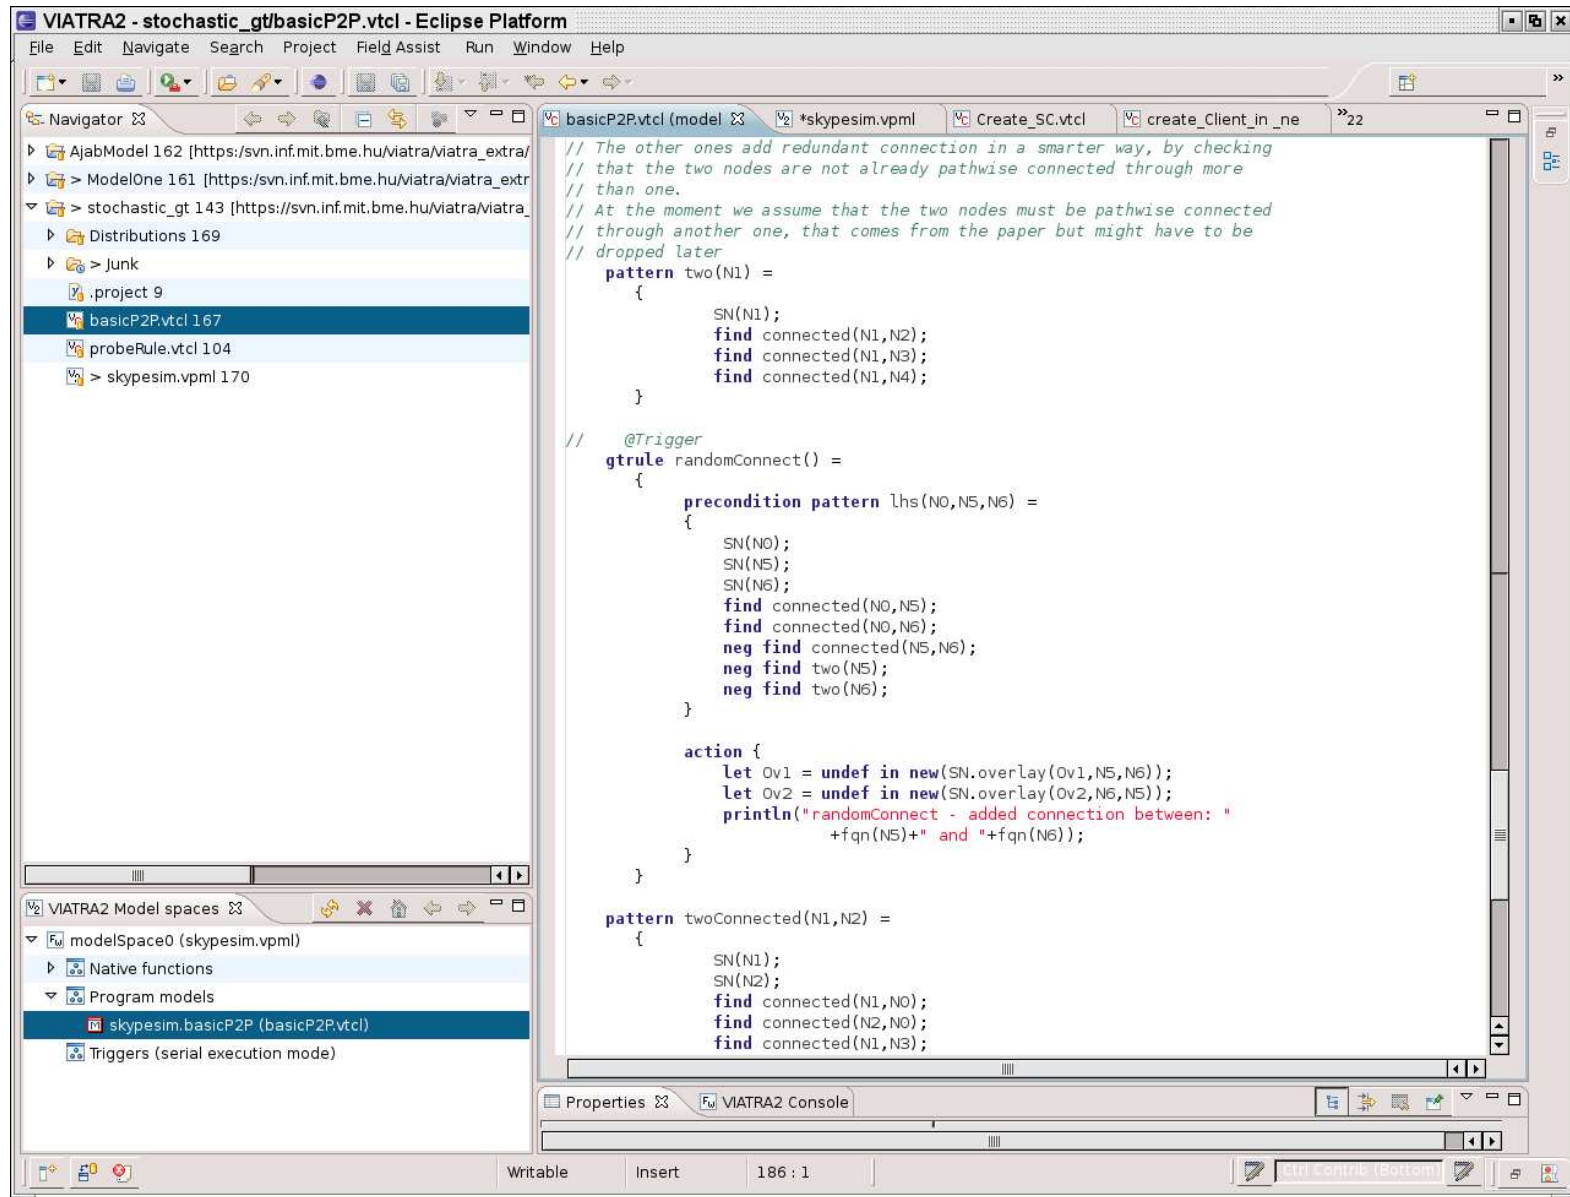 VIATRA2 - stochastic_gt/basicP2P.vtcl - Eclipse Platform
File Edit Navigate Search Project Field Assist Run Window Help
Navigator
AjabModel 162 [https:/svn.inf.mit.bme.hu/viatra/viatra_extra/
> ModelOne 161 [https:/svn.inf.mit.bme.hu/viatra/viatra_extr
> stochastic_gt 143 [https://svn.inf.mit.bme.hu/viatra/viatra_
Distributions 169
> Junk
.project 9
basicP2P.vtcl 167
probeRule.vtcl 104
> skypesim.vpml 170
VIATRA2 Model spaces
modelSpace0 (skypesim.vpml)
Native functions
Program models
skypesim.basicP2P (basicP2P.vtcl)
Triggers (serial execution mode)
basicP2P.vtcl (model *skypesim.vpml Create_SC.vtcl create_Client_in _ne »22
// The other ones add redundant connection in a smarter way, by checking
// that the two nodes are not already pathwise connected through more
// than one.
// At the moment we assume that the two nodes must be pathwise connected
// through another one, that comes from the paper but might have to be
// dropped later
pattern two(N1) =
{
SN(N1);
find connected(N1,N2);
find connected(N1,N3);
find connected(N1,N4);
}
// @Trigger
gtrule randomConnect() =
{
precondition pattern lhs(N0,N5,N6) =
{
SN(N0);
SN(N5);
SN(N6);
find connected(N0,N5);
find connected(N0,N6);
neg find connected(N5,N6);
neg find two(N5);
neg find two(N6);
}
action {
let Ov1 = undef in new(SN.overlay(Ov1,N5,N6));
let Ov2 = undef in new(SN.overlay(Ov2,N6,N5));
println("randomConnect - added connection between: "
+fqn(N5)+" and "+fqn(N6));
}
}
pattern twoConnected(N1,N2) =
{
SN(N1);
SN(N2);
find connected(N1,N0);
find connected(N2,N0);
find connected(N1,N3);
Properties VIATRA2 Console
Writable Insert 186 : 1 Ctrl Contrib (Bottom)